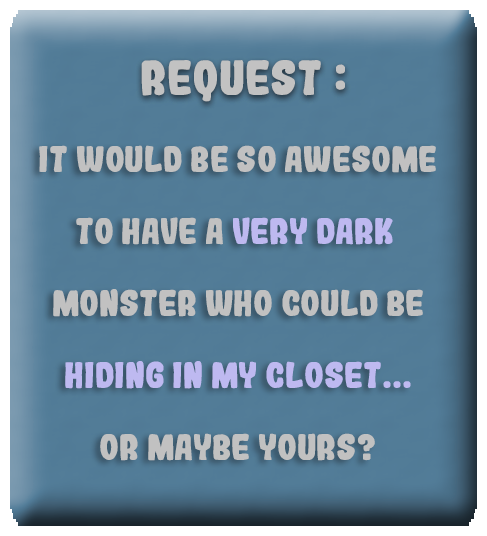 REQUEST :
IT WOULD BE SO AWESOME
TO HAVE A VERY DARK
MONSTER WHO COULD BE
HIDING IN MY CLOSET...
OR MAYBE YOURS?